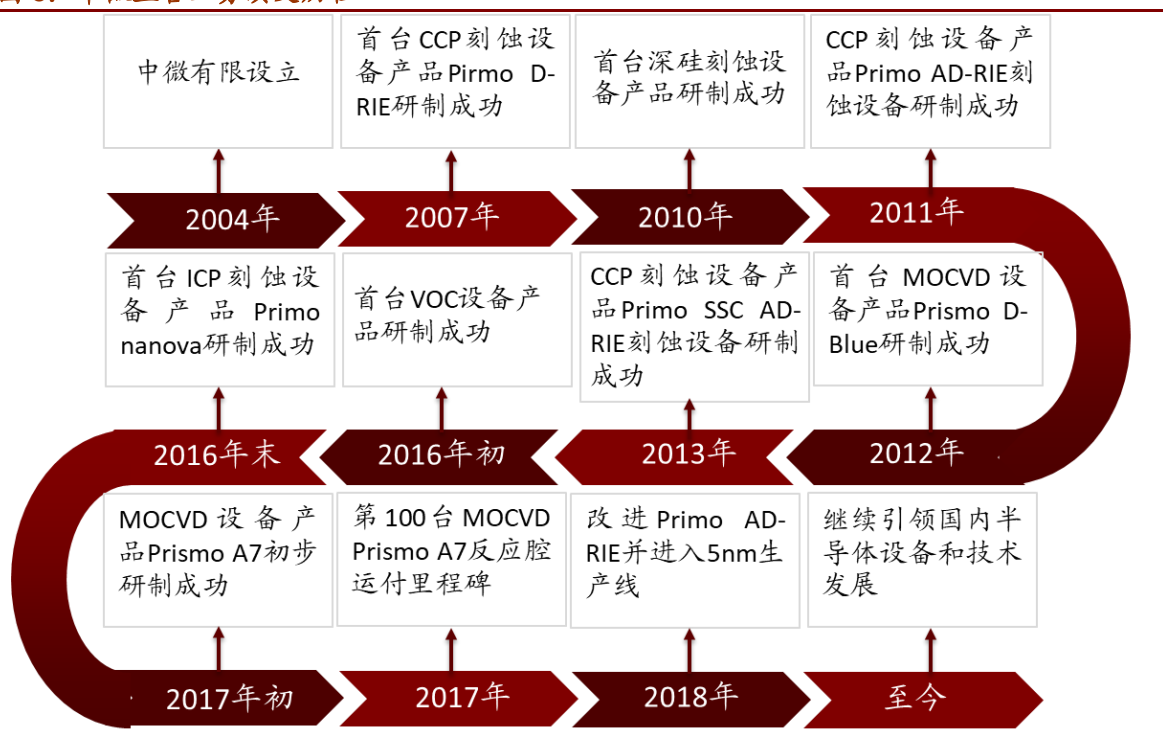 中微有限设立
首台CCP刻蚀设
备产品Pirmo D-
RIE研制成功
首台深硅刻蚀设
备产品研制成功
CCP刻蚀设备产
品Primo AD-RIE刻
蚀设备研制成功
2004年
2007年
2010年
2011年
首台ICP刻蚀设
备产品Primo
nanova研制成功
首台VOC设备产
品研制成功
CCP刻蚀设备产
品Primo SSC AD-
RIE刻蚀设备研制
成功
首台MOCVD设
备产品Prismo D-
Blue研制成功
2016年末
2016年初
2013年
2012年
MOCVD设备产
品Prismo A7初步
研制成功
第100台MOCVD
Prismo A7反应腔
运付里程碑
改进Primo AD-
RIE并进入5nm生
产线
继续引领国内半
导体设备和技术
发展
2017年初
2017年
2018年
至今